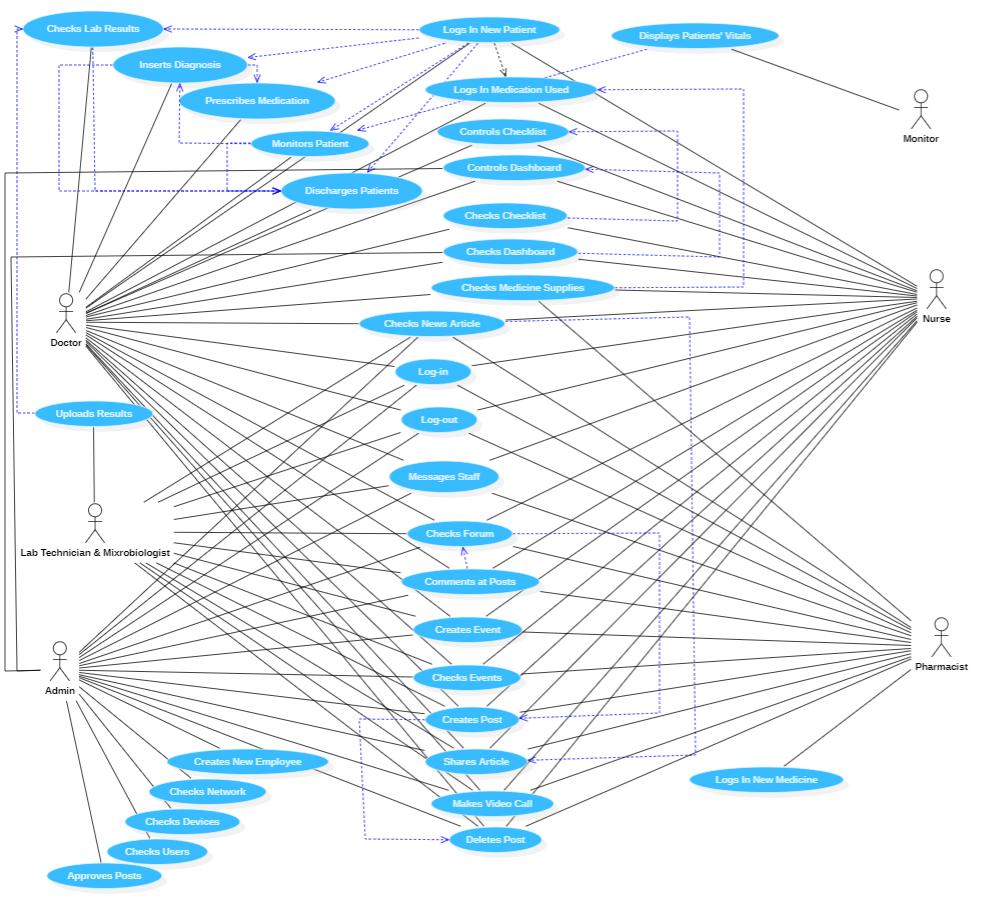 Checks Lab Results
Logs In New Patient
Displays Patients' Vitals
Inserts Diagnosis
Logs In Medication Used
Prescribes Medication
Monitor
Controls Checklist
Monitors Patient
Controls Dashboard
Discharges Patients
Checks Checklist
Checks Dashboard
Checks Medicine Supplies
Nurse
Checks News Article
Doctor
Log-in
Uploads Results
Log-out
Messages Staff
Checks Forum
Lab Technician & Mixrobiologist
Comments at Posts
Creates Event
Pharmacist
Checks Events
Admin
Creates Post
Creates New Employee
Shares Article
Logs In New Medicine
Checks Network
Makes Video Call
Checks Devices
Deletes Post
Checks Users
Approves Posts